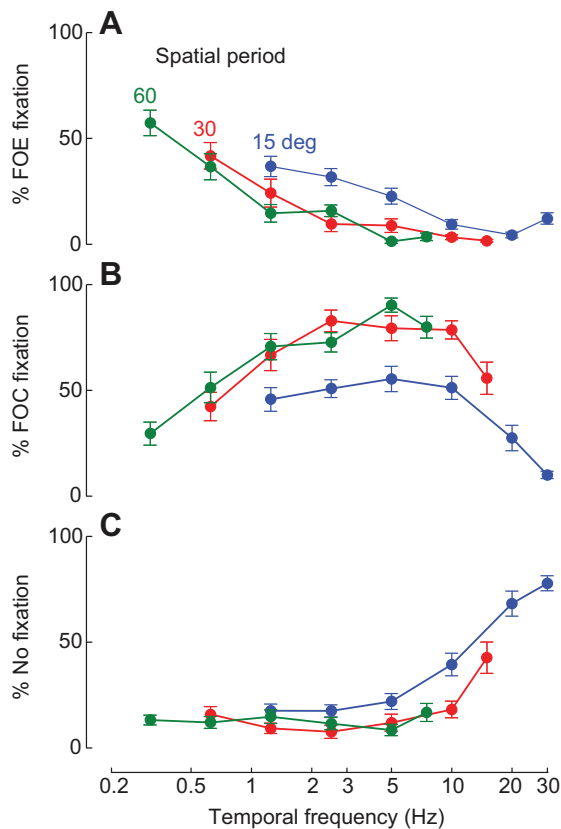 A
100
Spatial period
60
30
15 deg
50
0
% FOE fixation
B
100
50
0
% FOC fixation
C
100
50
0
% No fixation
0.2 0.5 1 2 3 5 10 20 30
Temporal frequency (Hz)